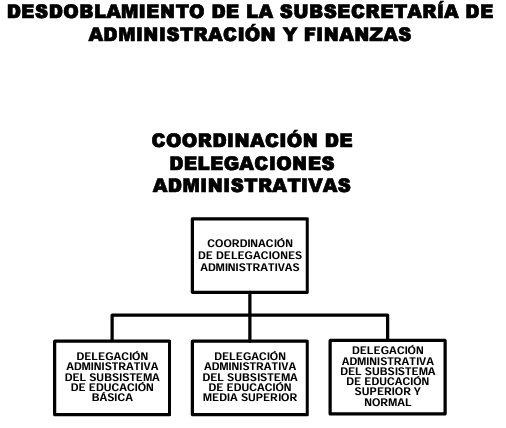 DESDOBLAMIENTO DE LA SUBSECRETARÍA DE
ADMINISTRACIÓN Y FINANZAS
COORDINACIÓN DE
DELEGACIONES
ADMINISTRATIVAS
COORDINACIÓN
DE DELEGACIONES
ADMINISTRATIVAS
DELEGACIÓN
ADMINISTRATIVA
DEL SUBSISTEMA
DE EDUCACIÓN
BÁSICA
DELEGACIÓN
ADMINISTRATIVA
DEL SUBSISTEMA
DE EDUCACIÓN
MEDIA SUPERIOR
DELEGACIÓN
ADMINISTRATIVA
DEL SUBSISTEMA
DE EDUCACIÓN
SUPERIOR Y
NORMAL